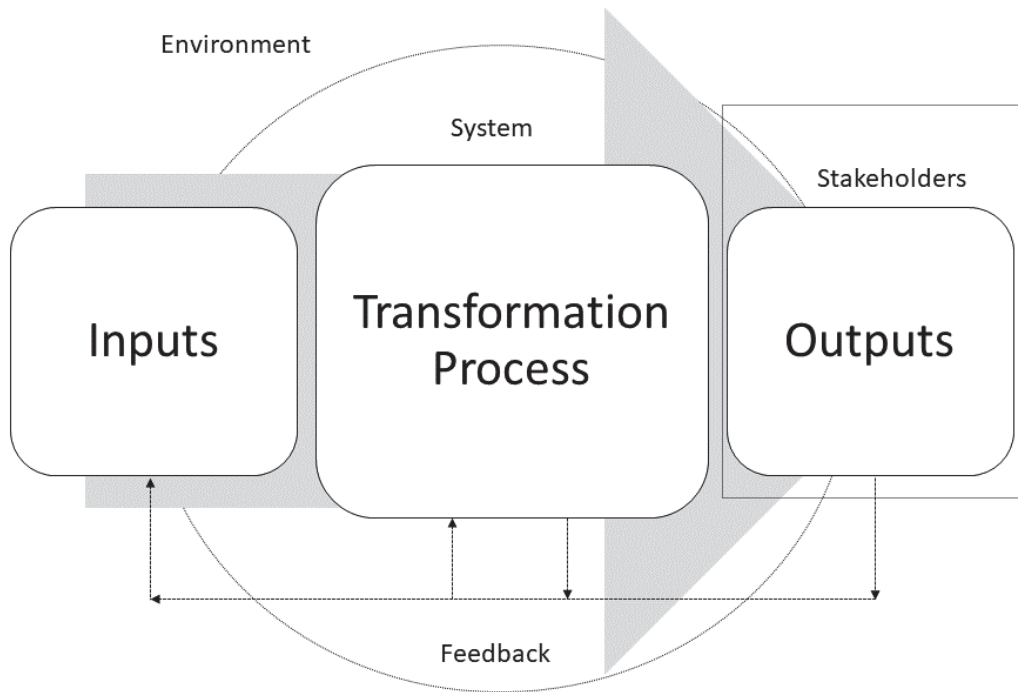 Environment
System
Stakeholders
Inputs
Transformation
Process
Outputs
Feedback